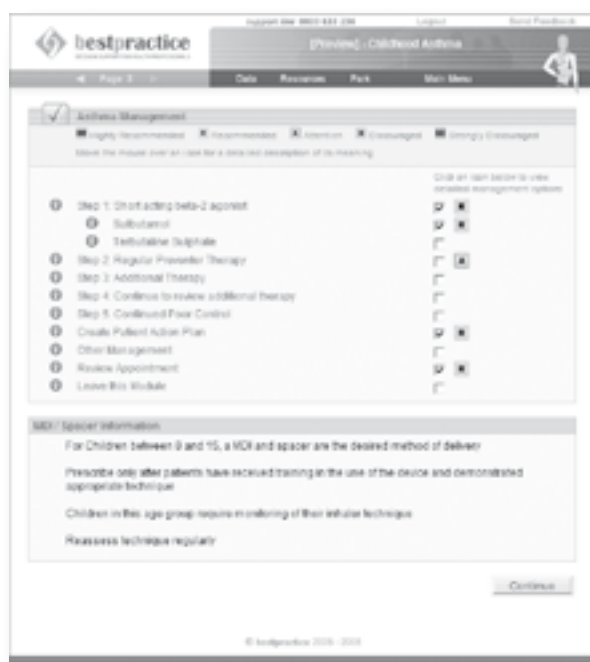 support line 0800 633 236 Logout Send Feedback
bestpractice
[Preview] - Childhood Asthma
Page 3
Data Resources Park Main Menu
Asthma Management
Highly Recommended Recommended Attention Discouraged Strongly Discouraged
Move the mouse over an icon for a detailed description of its meaning
Click an icon below to view
detailed management options
Step 1: Short acting beta-2 agonist
Salbutamol
Terbutaline Sulphate
Step 2: Regular Preventer Therapy
Step 3: Additional Therapy
Step 4: Continue to review additional therapy
Step 5: Continued Poor Control
Create Patient Action Plan
Other Management
Review Appointment
Leave this Module
MDI / Spacer Information
For Children between 8 and 15, a MDI and spacer are the desired method of delivery
Prescribe only after patients have received training in the use of the device and demonstrated
appropriate technique
Children in this age group require monitoring of their inhaler technique
Reassess technique regularly
Continue
© bestpractice